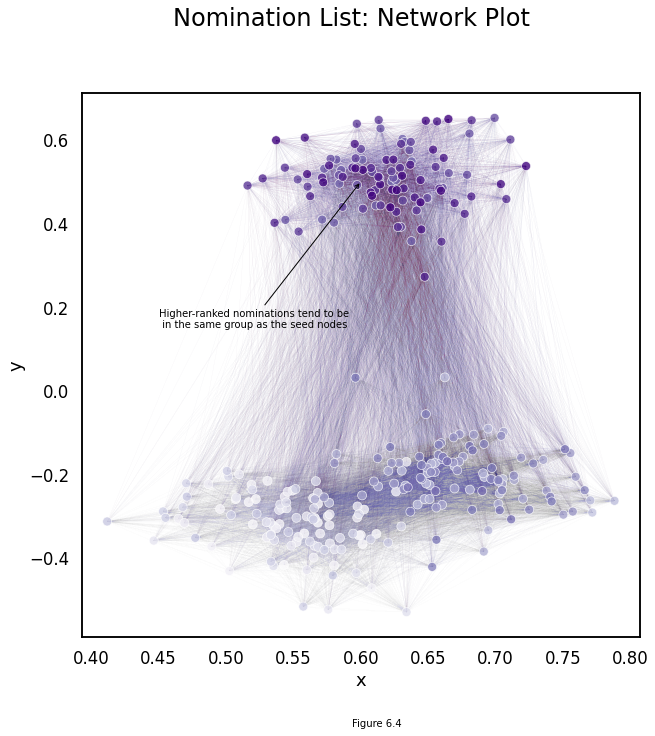 Nomination List: Network Plot
0.6
0.4
0.2
0.0
−0.2
−0.4
y
Higher-ranked nominations tend to be
in the same group as the seed nodes
0.40 0.45 0.50 0.55 0.60 0.65 0.70 0.75 0.80
x
Figure 6.4